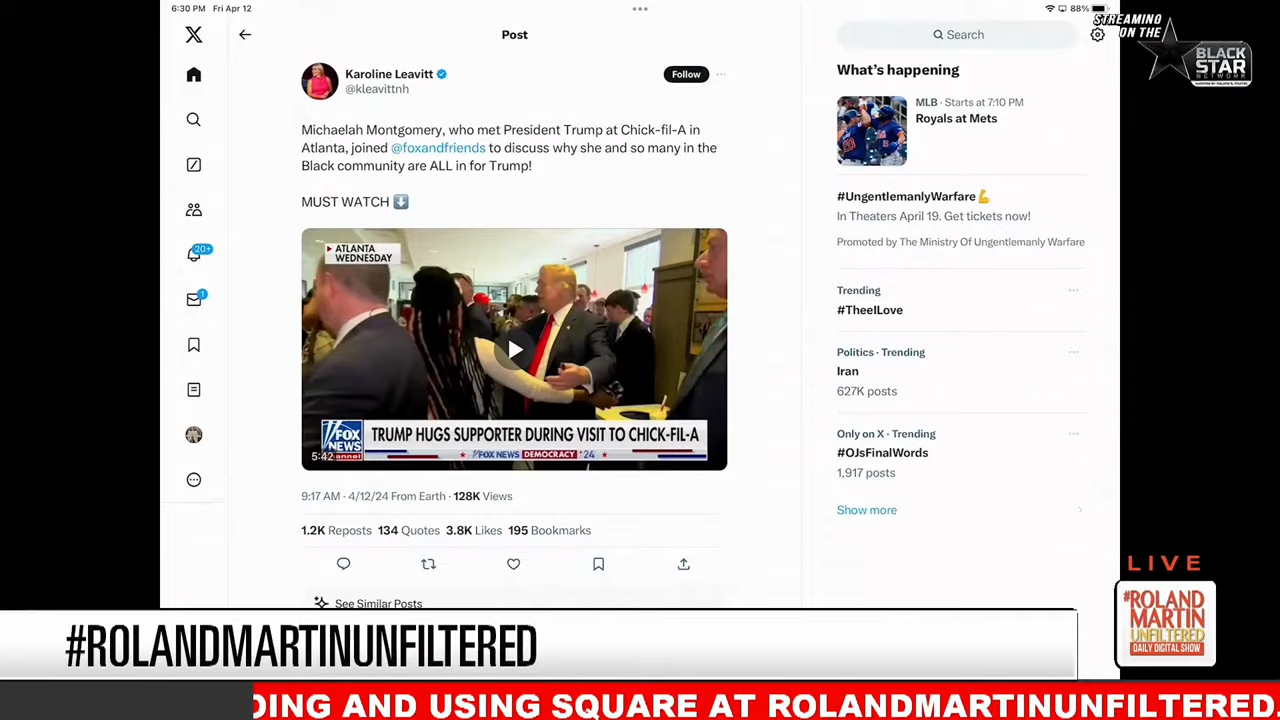 6:30 PM Fri Apr 12
88%
STREAMING
ON THE
BLACK
STAR
NETWORK
Post
Search
Karoline Leavitt
@kleavittnh
Follow
Michaelah Montgomery, who met President Trump at Chick-fil-A in
Atlanta, joined @foxandfriends to discuss why she and so many in the
Black community are ALL in for Trump!
MUST WATCH ⬇️
ATLANTA
WEDNESDAY
FOX
NEWS
channel
TRUMP HUGS SUPPORTER DURING VISIT TO CHICK-FIL-A
FOX NEWS DEMOCRACY '24
5:42
9:17 AM · 4/12/24 From Earth · 128K Views
1.2K Reposts 134 Quotes 3.8K Likes 195 Bookmarks
See Similar Posts
20+
1
What's happening
MLB · Starts at 7:10 PM
Royals at Mets
#UngentlemanlyWarfare💪
In Theaters April 19. Get tickets now!
Promoted by The Ministry Of Ungentlemanly Warfare
Trending
#TheelLove
Politics · Trending
Iran
627K posts
Only on X · Trending
#OJsFinalWords
1,917 posts
Show more
LIVE
#ROLAND
MARTIN
UNFILTERED
DAILY DIGITAL SHOW
#ROLANDMARTINUNFILTERED
DING AND USING SQUARE AT ROLANDMARTINUNFILTERED.